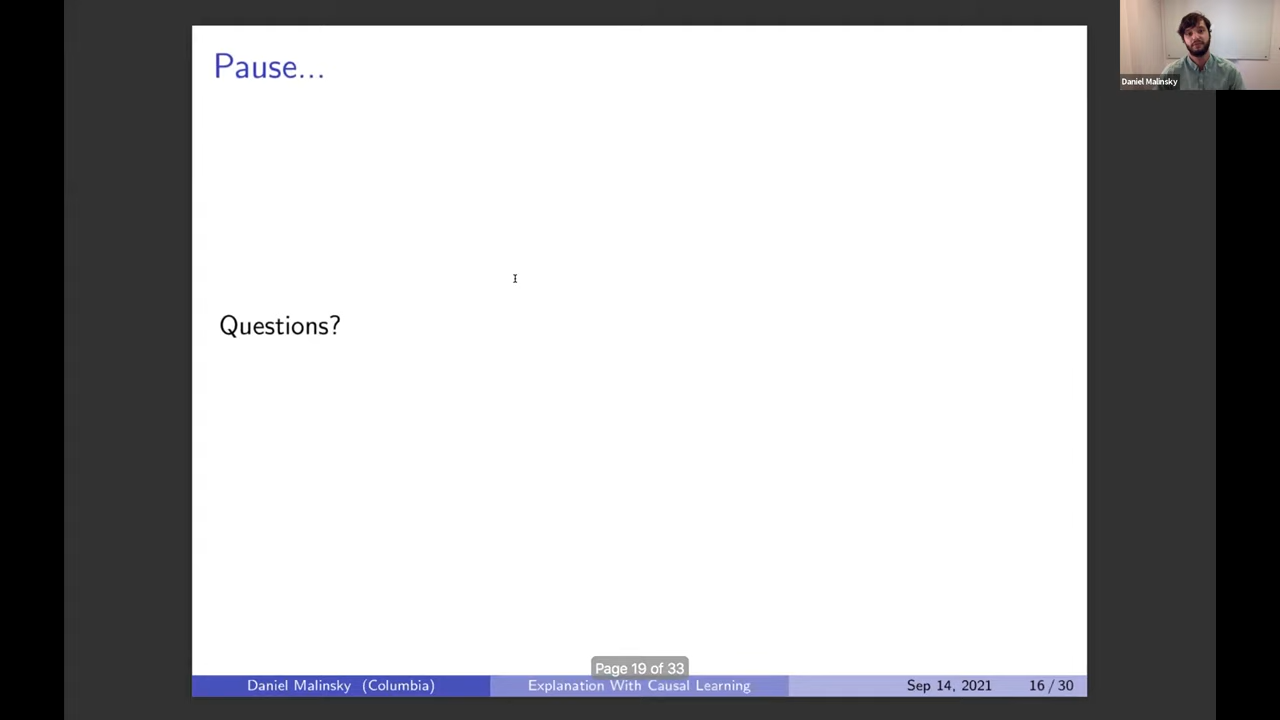 Pause...
Daniel Malinsky
Questions?
Page 19 of 33
Daniel Malinsky (Columbia) Explanation With Causal Learning Sep 14, 2021 16 / 30